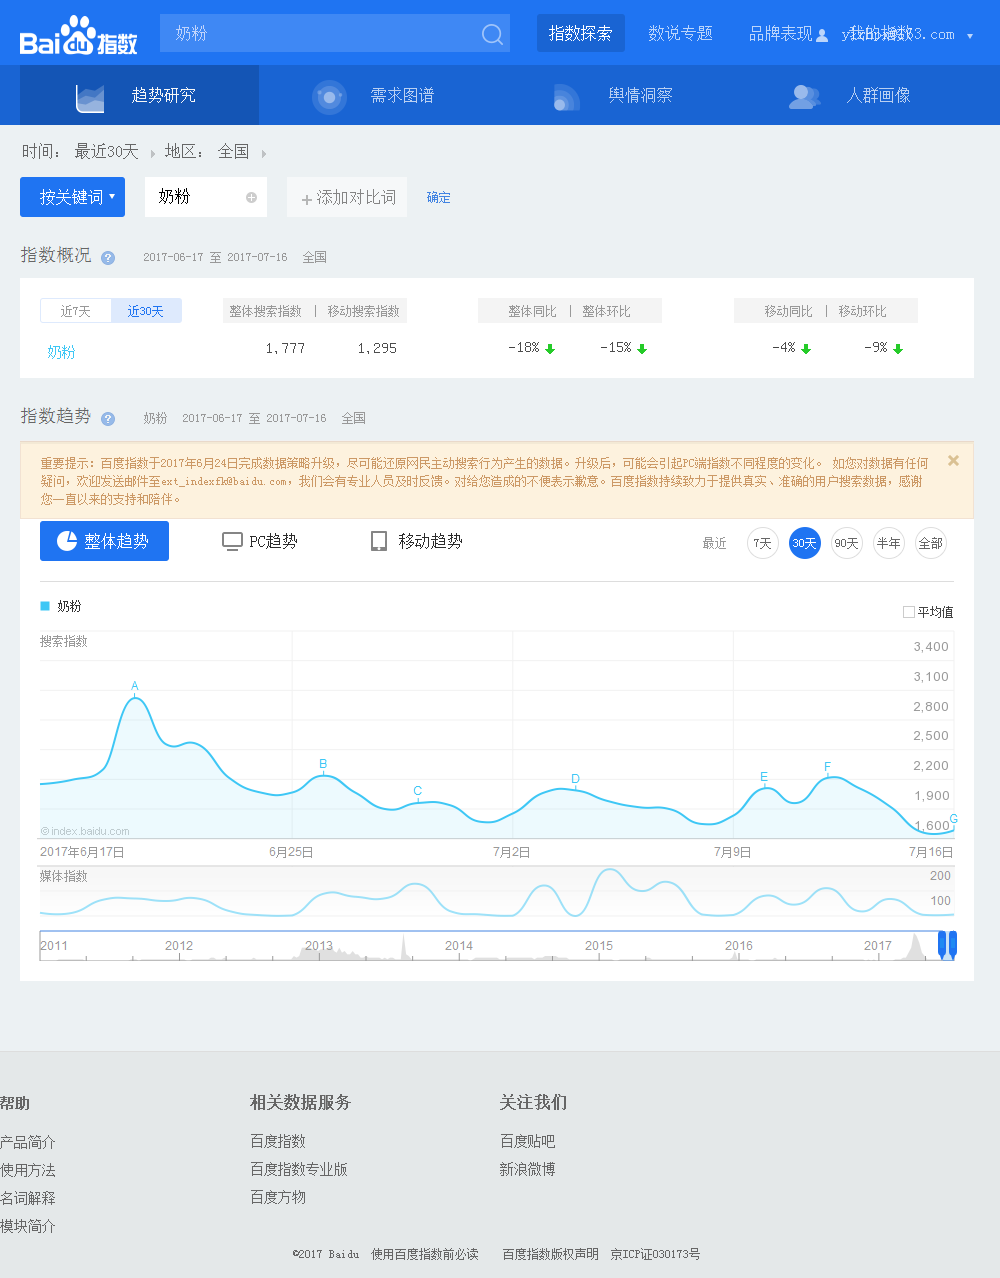 Bai du 指数
奶粉
指数探索 数说专题 品牌表现 我的指数
趋势研究 需求图谱 舆情洞察 人群画像
时间： 最近30天 地区： 全国
按关键词 奶粉 +添加对比词 确定
指数概况 ? 2017-06-17 至 2017-07-16 全国
近7天 近30天 整体搜索指数 | 移动搜索指数 整体同比 | 整体环比 移动同比 | 移动环比
奶粉 1,777 1,295 -18% -15% -4% -9%
指数趋势 ? 奶粉 2017-06-17 至 2017-07-16 全国
重要提示：百度指数于2017年6月24日完成数据策略升级，尽可能还原网民主动搜索行为产生的数据。升级后，可能会引起PC端指数不同程度的变化。 如您对数据有任何
疑问，欢迎发送邮件至ext_indexfk@baidu.com，我们会有专业人员及时反馈。对给您造成的不便表示歉意。百度指数持续致力于提供真实、准确的用户搜索数据，感谢
您一直以来的支持和陪伴。
整体趋势 PC趋势 移动趋势 最近 7天 30天 90天 半年 全部
奶粉
平均值
搜索指数
3,400
3,100
2,800
2,500
2,200
1,900
1,600
A
B
C
D
E
F
G
©index.baidu.com
2017年6月17日 6月25日 7月2日 7月9日 7月16日
媒体指数
200
100
2011 2012 2013 2014 2015 2016 2017
帮助 相关数据服务 关注我们
产品简介 百度指数 百度贴吧
使用方法 百度指数专业版 新浪微博
名词解释 百度方物
模块简介
©2017 Baidu 使用百度指数前必读 百度指数版权声明 京ICP证030173号